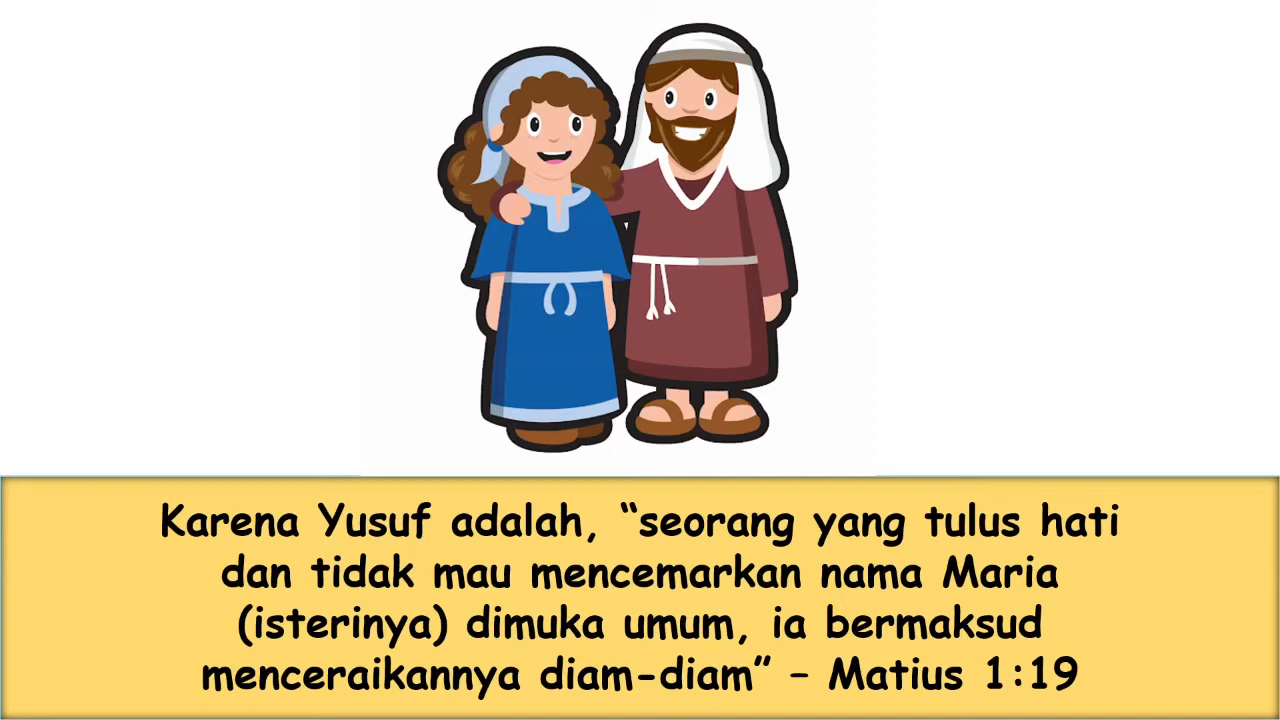 Karena Yusuf adalah, “seorang yang tulus hati
dan tidak mau mencemarkan nama Maria
(isterinya) dimuka umum, ia bermaksud
menceraikannya diam-diam” – Matius 1:19